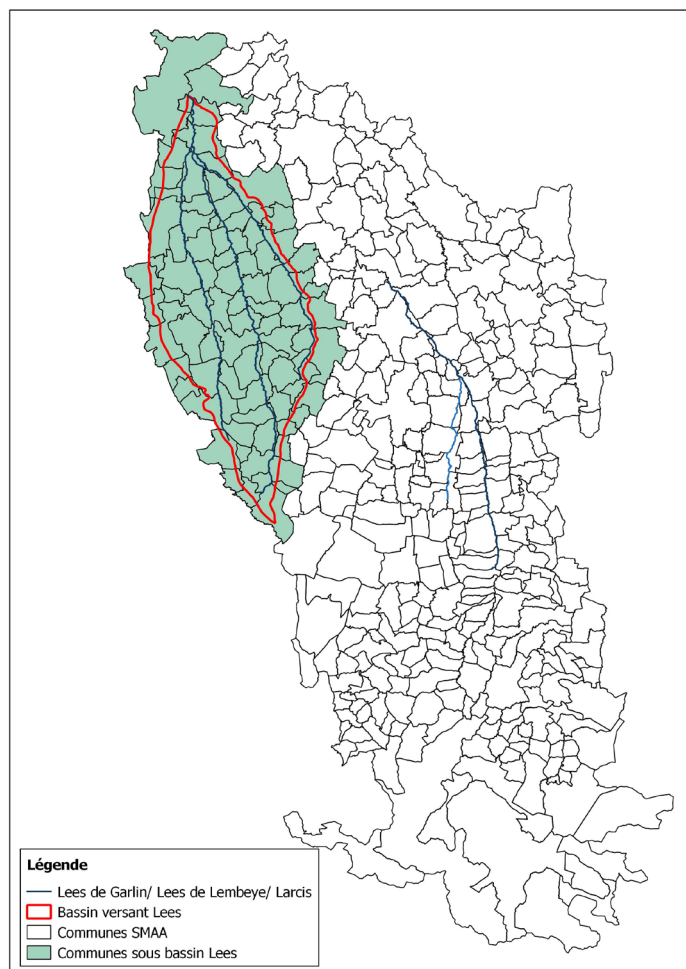 Légende
Lees de Garlin/ Lees de Lembeye/ Larcis
Bassin versant Lees
Communes SMAA
Communes sous bassin Lees